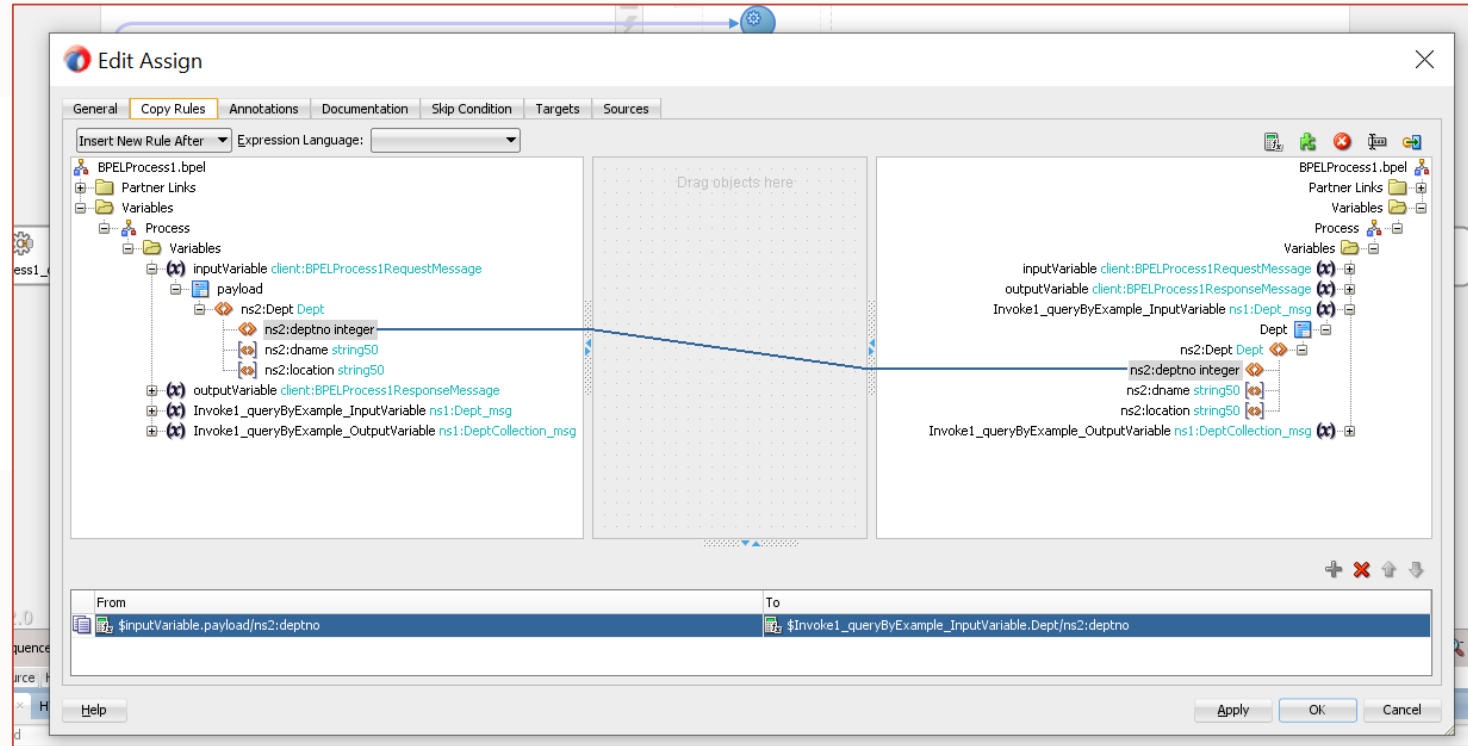 Edit Assign
General Copy Rules Annotations Documentation Skip Condition Targets Sources
Insert New Rule After Expression Language:
BPELProcess1.bpel
Partner Links
Variables
Process
Variables
inputVariable client:BPELProcess1RequestMessage
payload
ns2:Dept Dept
ns2:deptno integer
ns2:dname string50
ns2:location string50
outputVariable client:BPELProcess1ResponseMessage
Invoke1_queryByExample_InputVariable ns1:Dept_msg
Invoke1_queryByExample_OutputVariable ns1:DeptCollection_msg
Drag objects here
BPELProcess1.bpel
Partner Links
Variables
Process
Variables
inputVariable client:BPELProcess1RequestMessage
outputVariable client:BPELProcess1ResponseMessage
Invoke1_queryByExample_InputVariable ns1:Dept_msg
Dept
ns2:Dept Dept
ns2:deptno integer
ns2:dname string50
ns2:location string50
Invoke1_queryByExample_OutputVariable ns1:DeptCollection_msg
From To
$inputVariable.payload/ns2:deptno $Invoke1_queryByExample_InputVariable.Dept/ns2:deptno
Help Apply OK Cancel
ess1_
2.0
quence
urce H
H
d